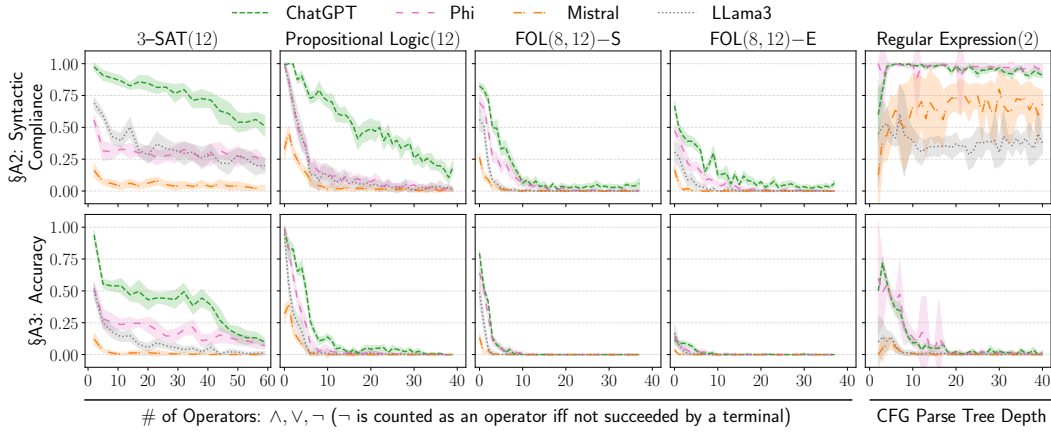 ChatGPT Phi Mistral LLama3
3–SAT(12) Propositional Logic(12) FOL(8, 12)−S FOL(8, 12)−E Regular Expression(2)
§A2: Syntactic
Compliance
1.00
0.75
0.50
0.25
0.00
§A3: Accuracy
1.00
0.75
0.50
0.25
0.00
0 10 20 30 40 50 60 0 10 20 30 40 0 10 20 30 40 0 10 20 30 40 0 10 20 30 40
# of Operators: ∧, ∨, ¬ (¬ is counted as an operator iff not succeeded by a terminal) CFG Parse Tree Depth